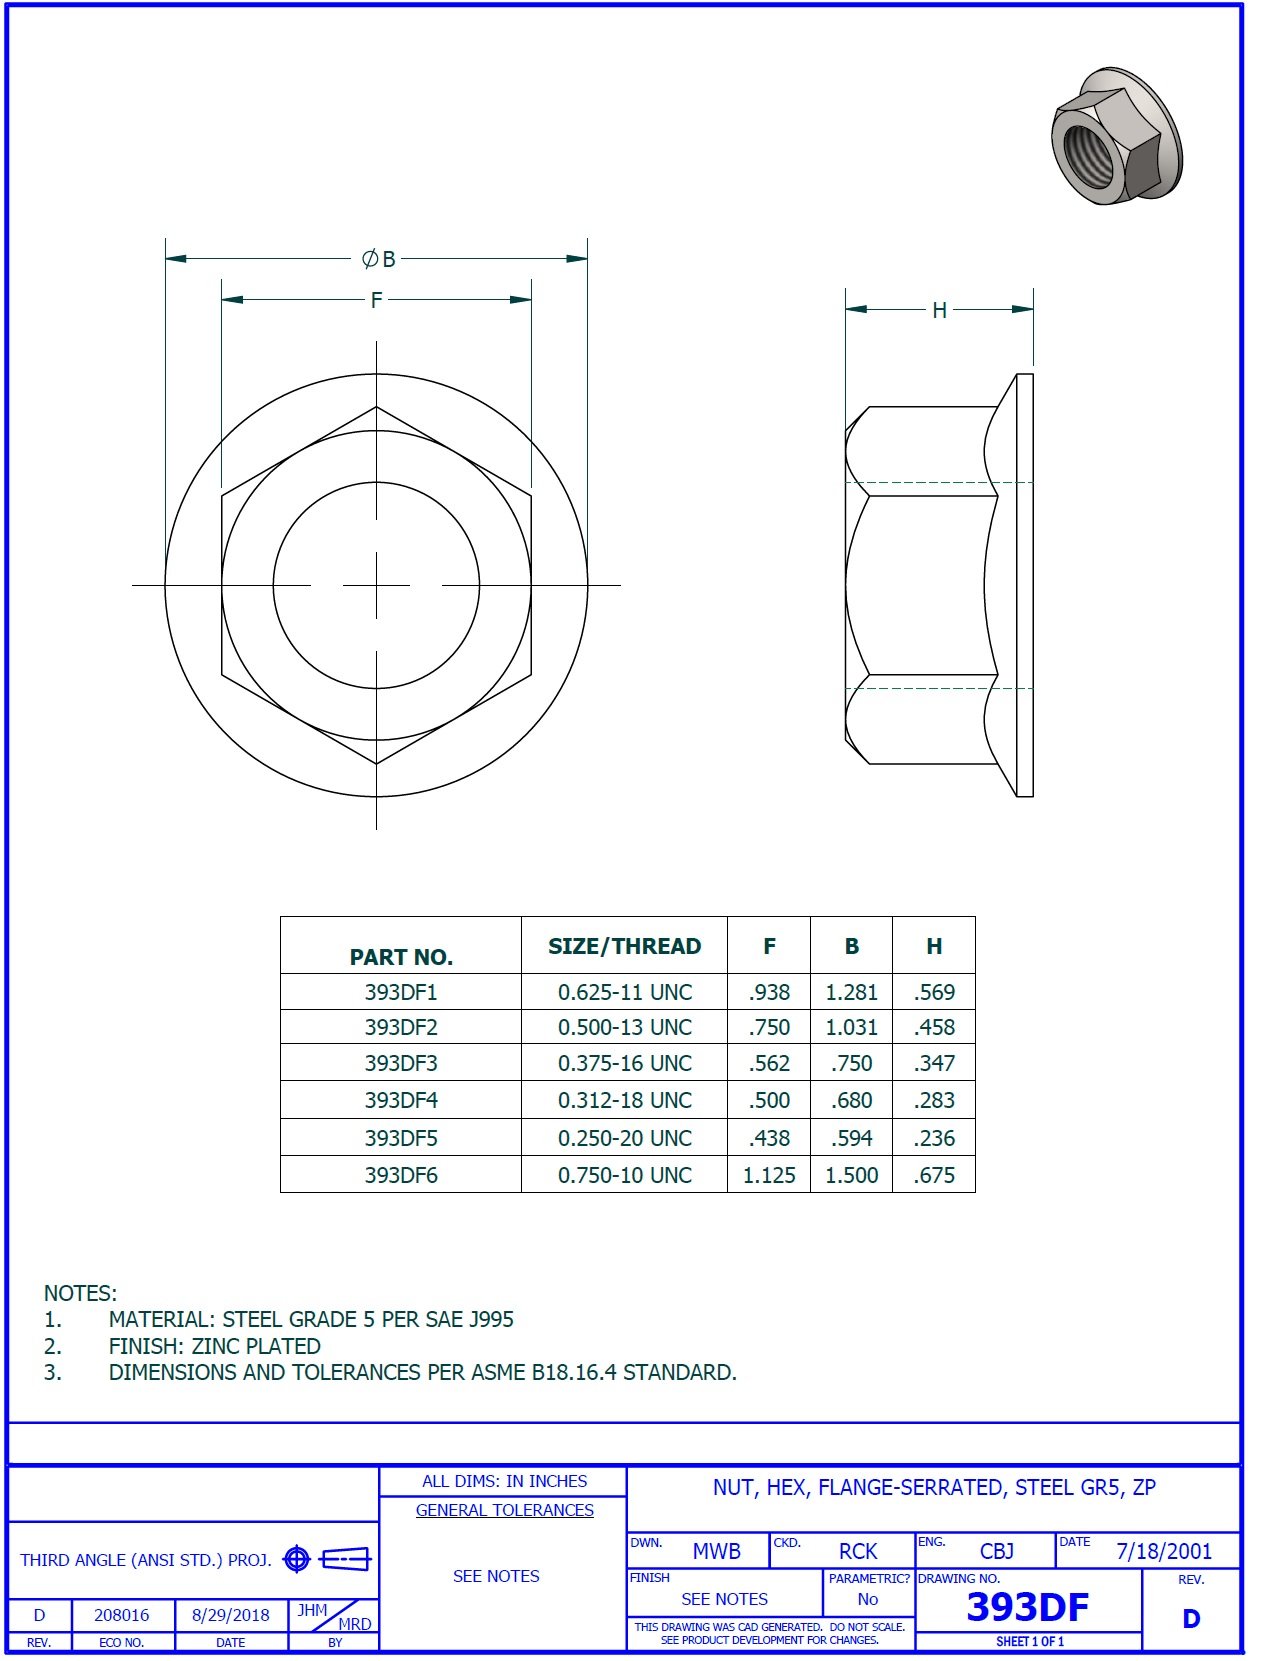 ⌀B
F
H
PART NO. SIZE/THREAD F B H
393DF1 0.625-11 UNC .938 1.281 .569
393DF2 0.500-13 UNC .750 1.031 .458
393DF3 0.375-16 UNC .562 .750 .347
393DF4 0.312-18 UNC .500 .680 .283
393DF5 0.250-20 UNC .438 .594 .236
393DF6 0.750-10 UNC 1.125 1.500 .675
NOTES:
1. MATERIAL: STEEL GRADE 5 PER SAE J995
2. FINISH: ZINC PLATED
3. DIMENSIONS AND TOLERANCES PER ASME B18.16.4 STANDARD.
THIRD ANGLE (ANSI STD.) PROJ.
D 208016 8/29/2018 JHM MRD
REV. ECO NO. DATE BY
ALL DIMS: IN INCHES
GENERAL TOLERANCES
SEE NOTES
NUT, HEX, FLANGE-SERRATED, STEEL GR5, ZP
DWN. MWB CKD. RCK ENG. CBJ DATE 7/18/2001
FINISH SEE NOTES
PARAMETRIC? No
THIS DRAWING WAS CAD GENERATED. DO NOT SCALE.
SEE PRODUCT DEVELOPMENT FOR CHANGES.
DRAWING NO.
393DF
SHEET 1 OF 1
REV.
D